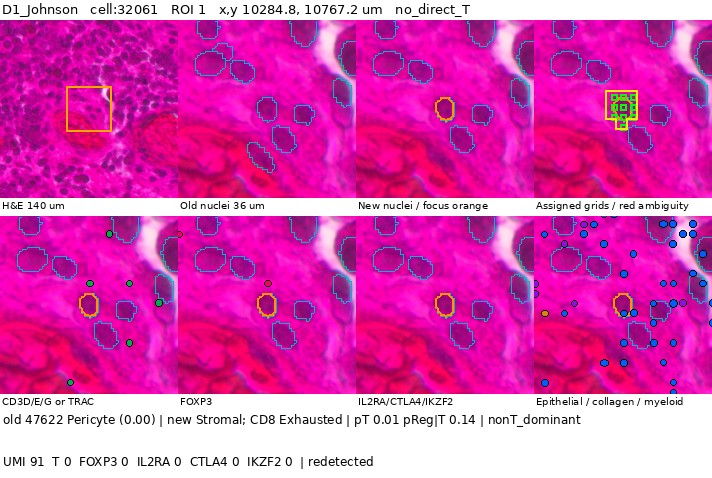 D1_Johnson cell:32061 ROI 1 x,y 10284.8, 10767.2 um no_direct_T
H&E 140 um
Old nuclei 36 um
New nuclei / focus orange
Assigned grids / red ambiguity
CD3D/E/G or TRAC
FOXP3
IL2RA/CTLA4/IKZF2
Epithelial / collagen / myeloid
old 47622 Pericyte (0.00) | new Stromal; CD8 Exhausted | pT 0.01 pReg|T 0.14 | nonT_dominant
UMI 91 T 0 FOXP3 0 IL2RA 0 CTLA4 0 IKZF2 0 | redetected